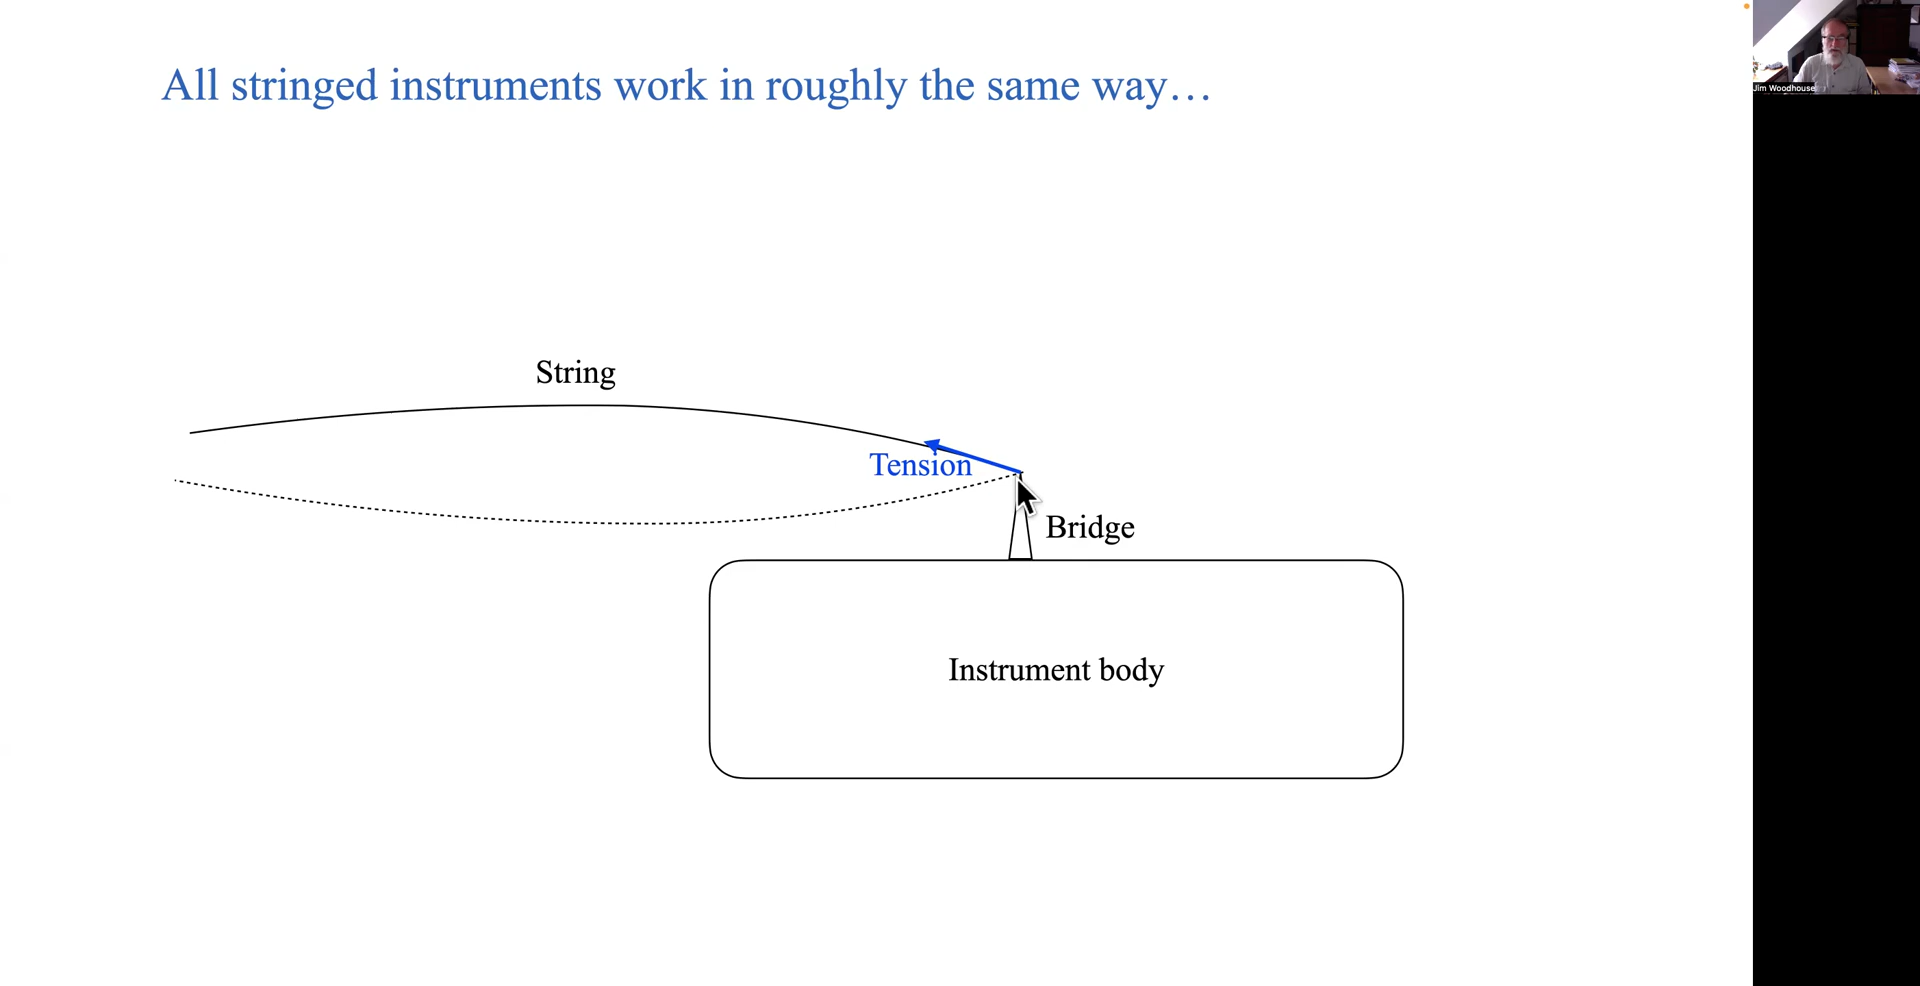 All stringed instruments work in roughly the same way…
Jim Woodhouse
String
Tension
Bridge
Instrument body